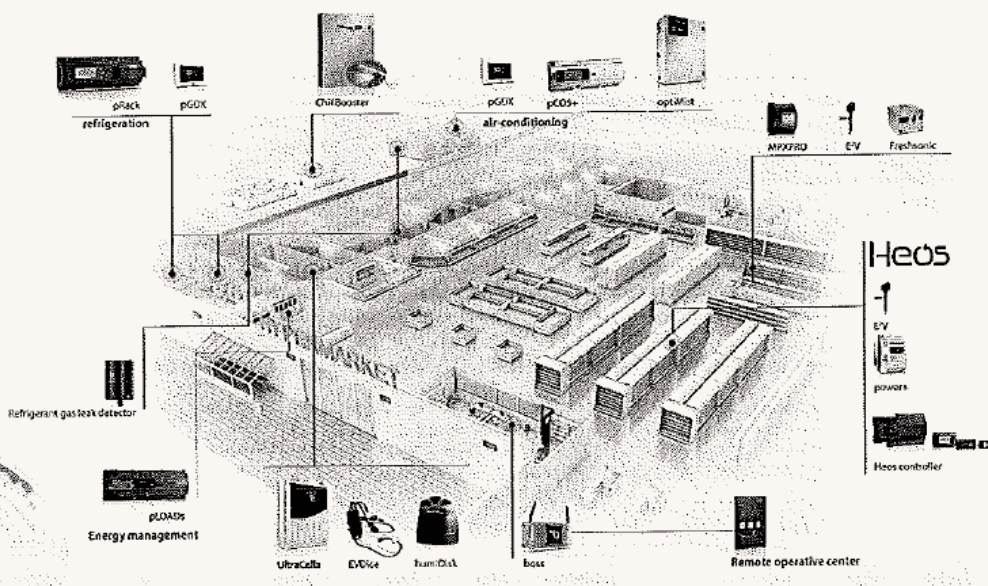 pRack
pGDX
refrigeration
ChillBooster
pGDX
pCO5+
optiMist
air-conditioning
MPXPRO
E²V
Freshsonic
Heos
E²V
power+
Heos controller
MARKET
Refrigerant gas leak detector
pLOADs
Energy management
UltraCella
EVDice
humiDisk
boss
Remote operative center